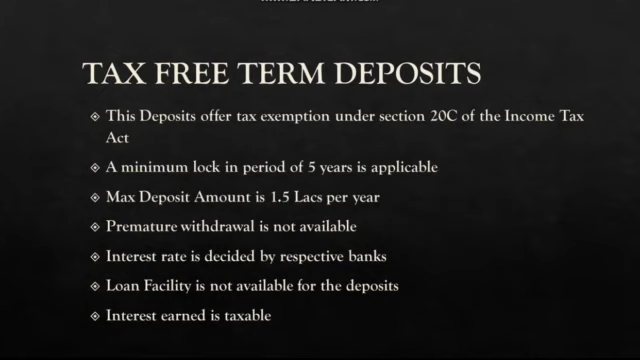 TAX FREE TERM DEPOSITS
This Deposits offer tax exemption under section 20C of the Income Tax
Act
A minimum lock in period of 5 years is applicable
Max Deposit Amount is 1.5 Lacs per year
Premature withdrawal is not available
Interest rate is decided by respective banks
Loan Facility is not available for the deposits
Interest earned is taxable